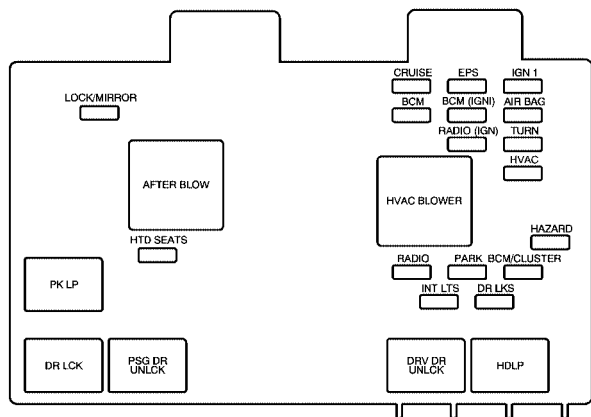 CRUISE EPS IGN 1
LOCK/MIRROR
BCM BCM (IGNI) AIR BAG
RADIO (IGN) TURN
HVAC
AFTER BLOW
HVAC BLOWER
HTD SEATS
HAZARD
RADIO PARK BCM/CLUSTER
PK LP
INT LTS DR LKS
DR LCK
PSG DR
UNLCK
DRV DR
UNLCK
HDLP